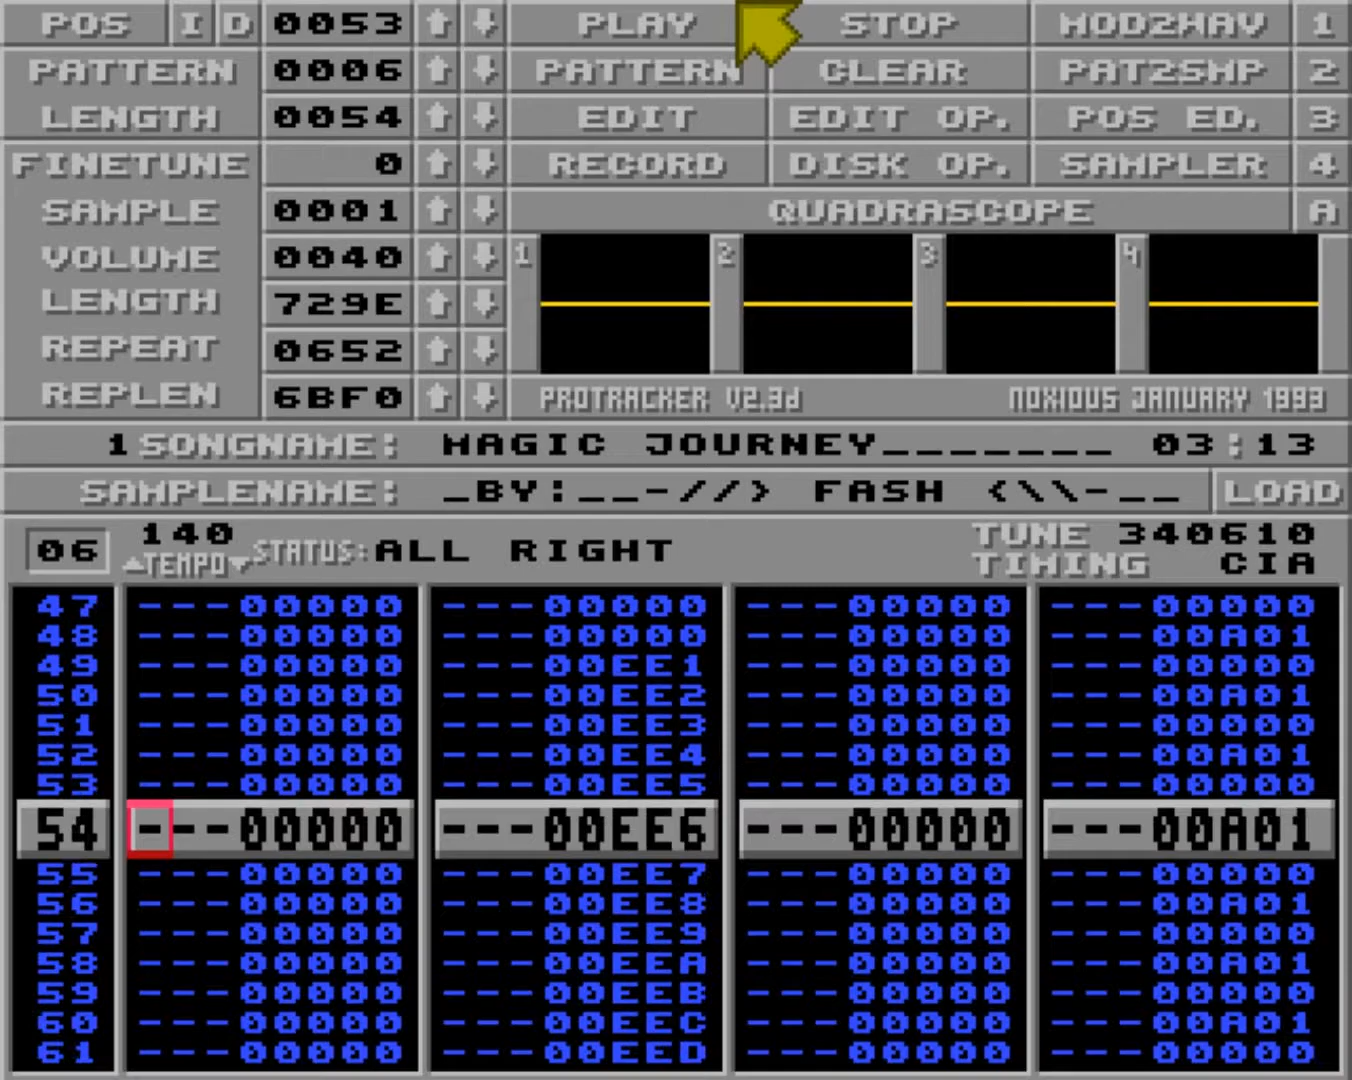 POS I D 0053 PLAY STOP MOD2WAV 1
PATTERN 0006 PATTERN CLEAR PAT2SMP 2
LENGTH 0054 EDIT EDIT OP. POS ED. 3
FINETUNE 0 RECORD DISK OP. SAMPLER 4
SAMPLE 0001 QUADRASCOPE A
VOLUME 0040 1 2 3 4
LENGTH 729E
REPEAT 0652
REPLEN 6BF0 PROTRACKER V2.3d NOXIOUS JANUARY 1993
1 SONGNAME: MAGIC JOURNEY_______ 03:13
SAMPLENAME: _BY:__-//> FASH <\\-__ LOAD
06 140 TEMPO STATUS: ALL RIGHT TUNE 340610
TIMING CIA
47 ---00000 ---00000 ---00000 ---00000
48 ---00000 ---00000 ---00000 ---00A01
49 ---00000 ---00EE1 ---00000 ---00000
50 ---00000 ---00EE2 ---00000 ---00A01
51 ---00000 ---00EE3 ---00000 ---00000
52 ---00000 ---00EE4 ---00000 ---00A01
53 ---00000 ---00EE5 ---00000 ---00000
54 ---00000 ---00EE6 ---00000 ---00A01
55 ---00000 ---00EE7 ---00000 ---00000
56 ---00000 ---00EE8 ---00000 ---00A01
57 ---00000 ---00EE9 ---00000 ---00000
58 ---00000 ---00EEA ---00000 ---00A01
59 ---00000 ---00EEB ---00000 ---00000
60 ---00000 ---00EEC ---00000 ---00A01
61 ---00000 ---00EED ---00000 ---00000